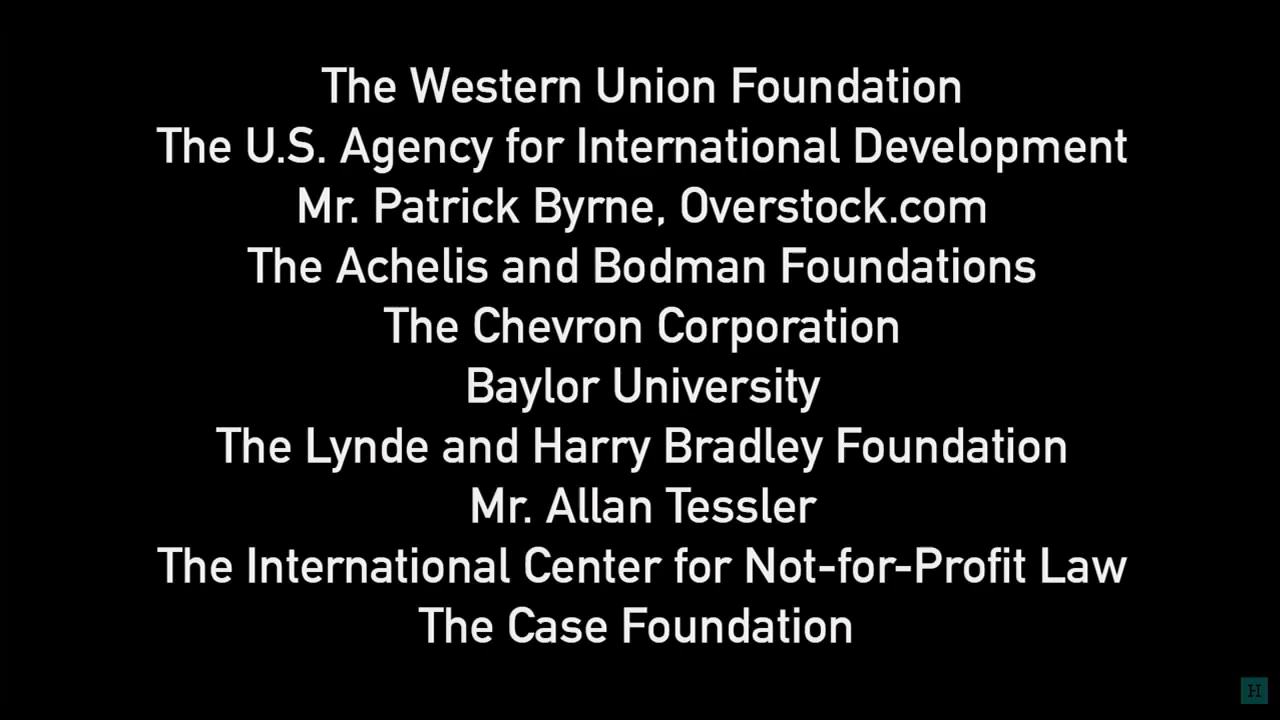 The Western Union Foundation
The U.S. Agency for International Development
Mr. Patrick Byrne, Overstock.com
The Achelis and Bodman Foundations
The Chevron Corporation
Baylor University
The Lynde and Harry Bradley Foundation
Mr. Allan Tessler
The International Center for Not-for-Profit Law
The Case Foundation
H